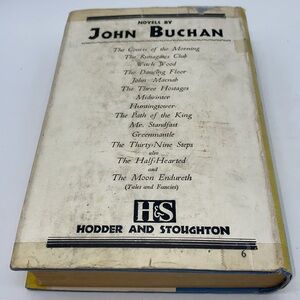 NOVELS BY
JOHN BUCHAN
The Courts of the Morning
The Runagates Club
Witch Wood
The Dancing Floor
John Macnab
The Three Hostages
Midwinter
Huntingtower
The Path of the King
Mr. Standfast
Greenmantle
The Thirty-Nine Steps
also
The Half-Hearted
and
The Moon Endureth
(Tales and Fancies)
H&S
HODDER AND STOUGHTON
6